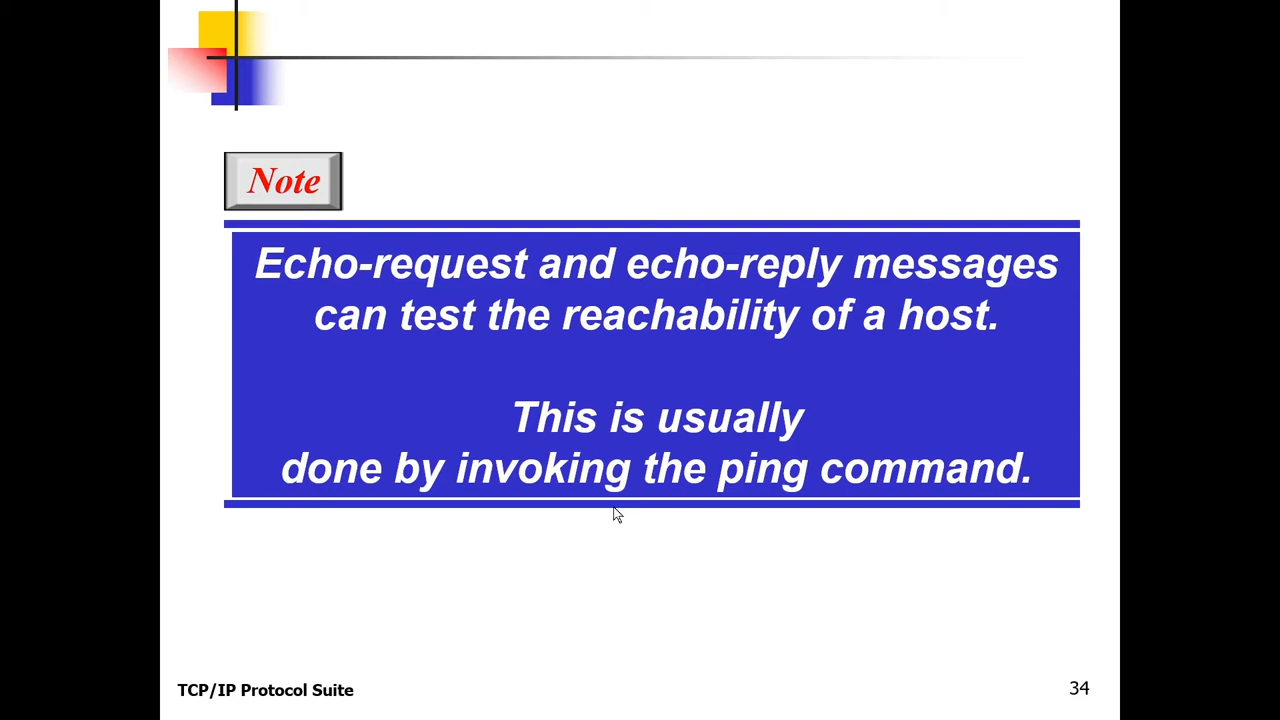 Note
Echo-request and echo-reply messages
can test the reachability of a host.
This is usually
done by invoking the ping command.
TCP/IP Protocol Suite
34